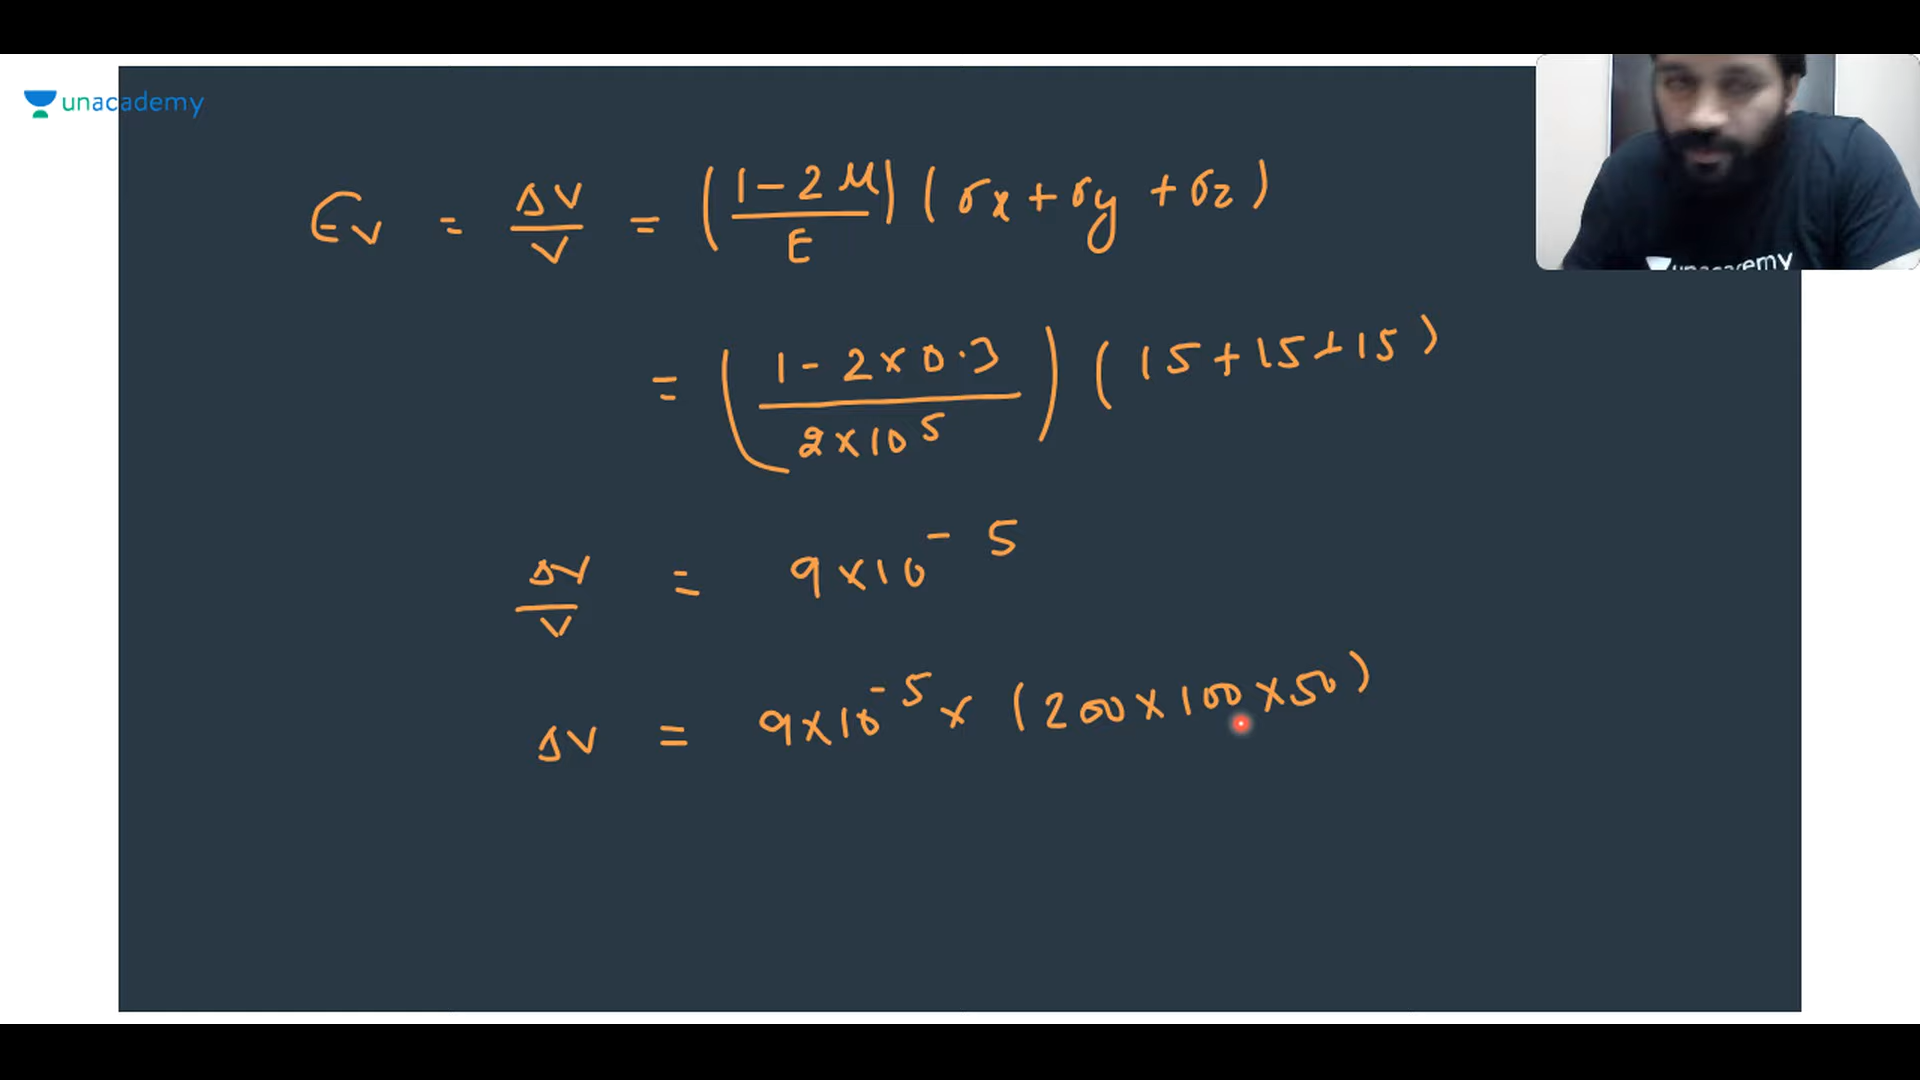 unacademy
Ev = ΔV/V = (1-2μ/E) (σx + σy + σz)
= (1-2×0.3/2×10^5) (15+15+15)
ΔV/V = 9×10^-5
ΔV = 9×10^-5 × (200×100×50)